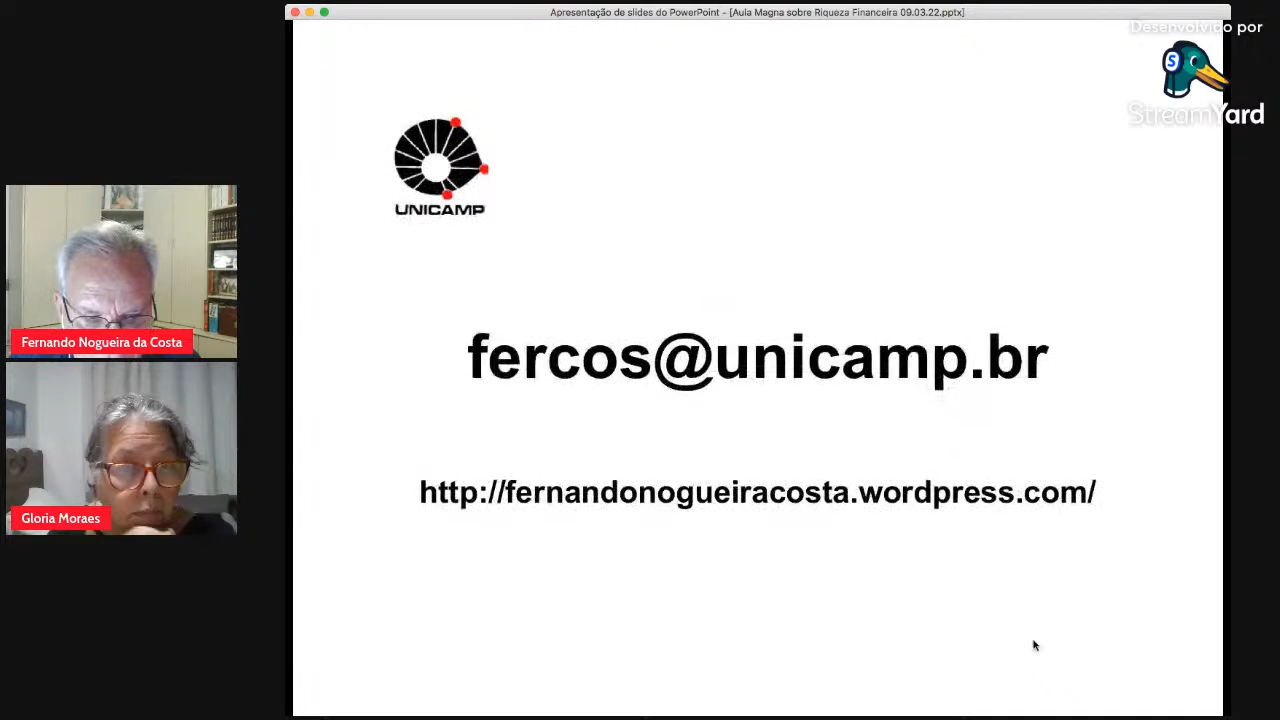 Apresentação de slides do PowerPoint - [Aula Magna sobre Riqueza Financeira 09.03.22.pptx]
Desenvolvido por
S
StreamYard
UNICAMP
fercos@unicamp.br
http://fernandonogueiracosta.wordpress.com/
Fernando Nogueira da Costa
Gloria Moraes